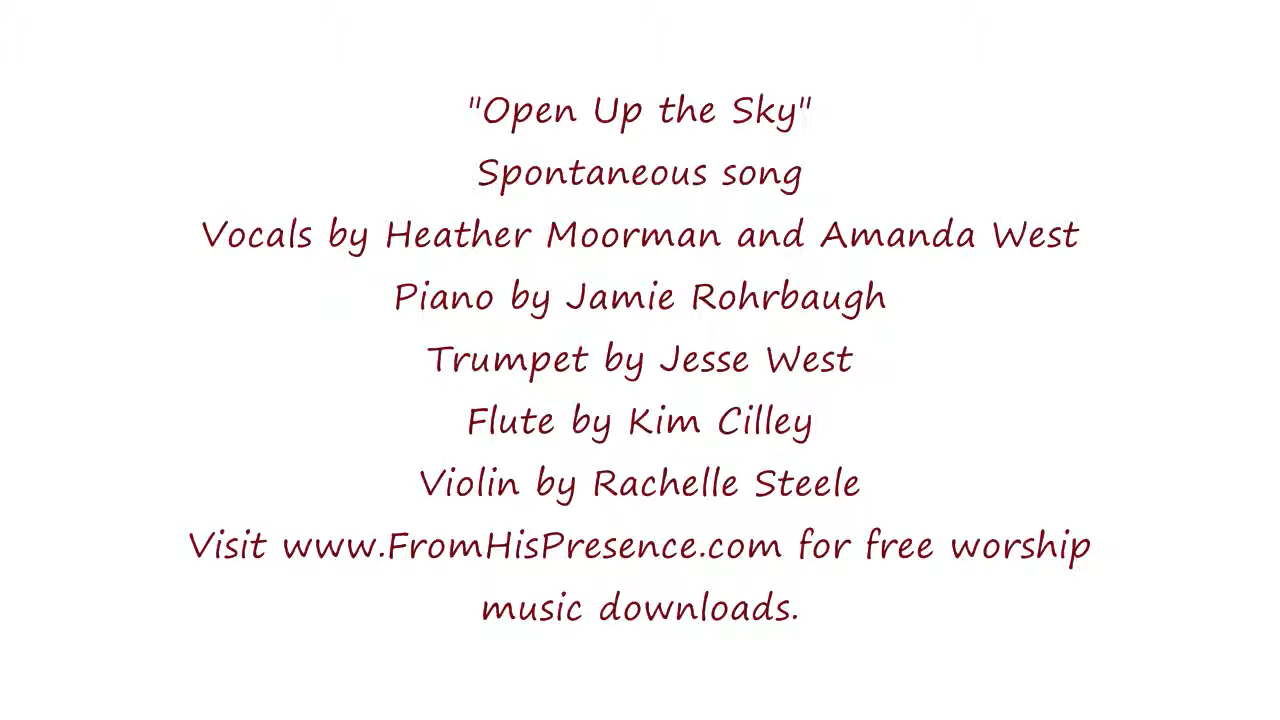 "Open Up the Sky"
Spontaneous song
Vocals by Heather Moorman and Amanda West
Piano by Jamie Rohrbaugh
Trumpet by Jesse West
Flute by Kim Cilley
Violin by Rachelle Steele
Visit www.FromHisPresence.com for free worship
music downloads.